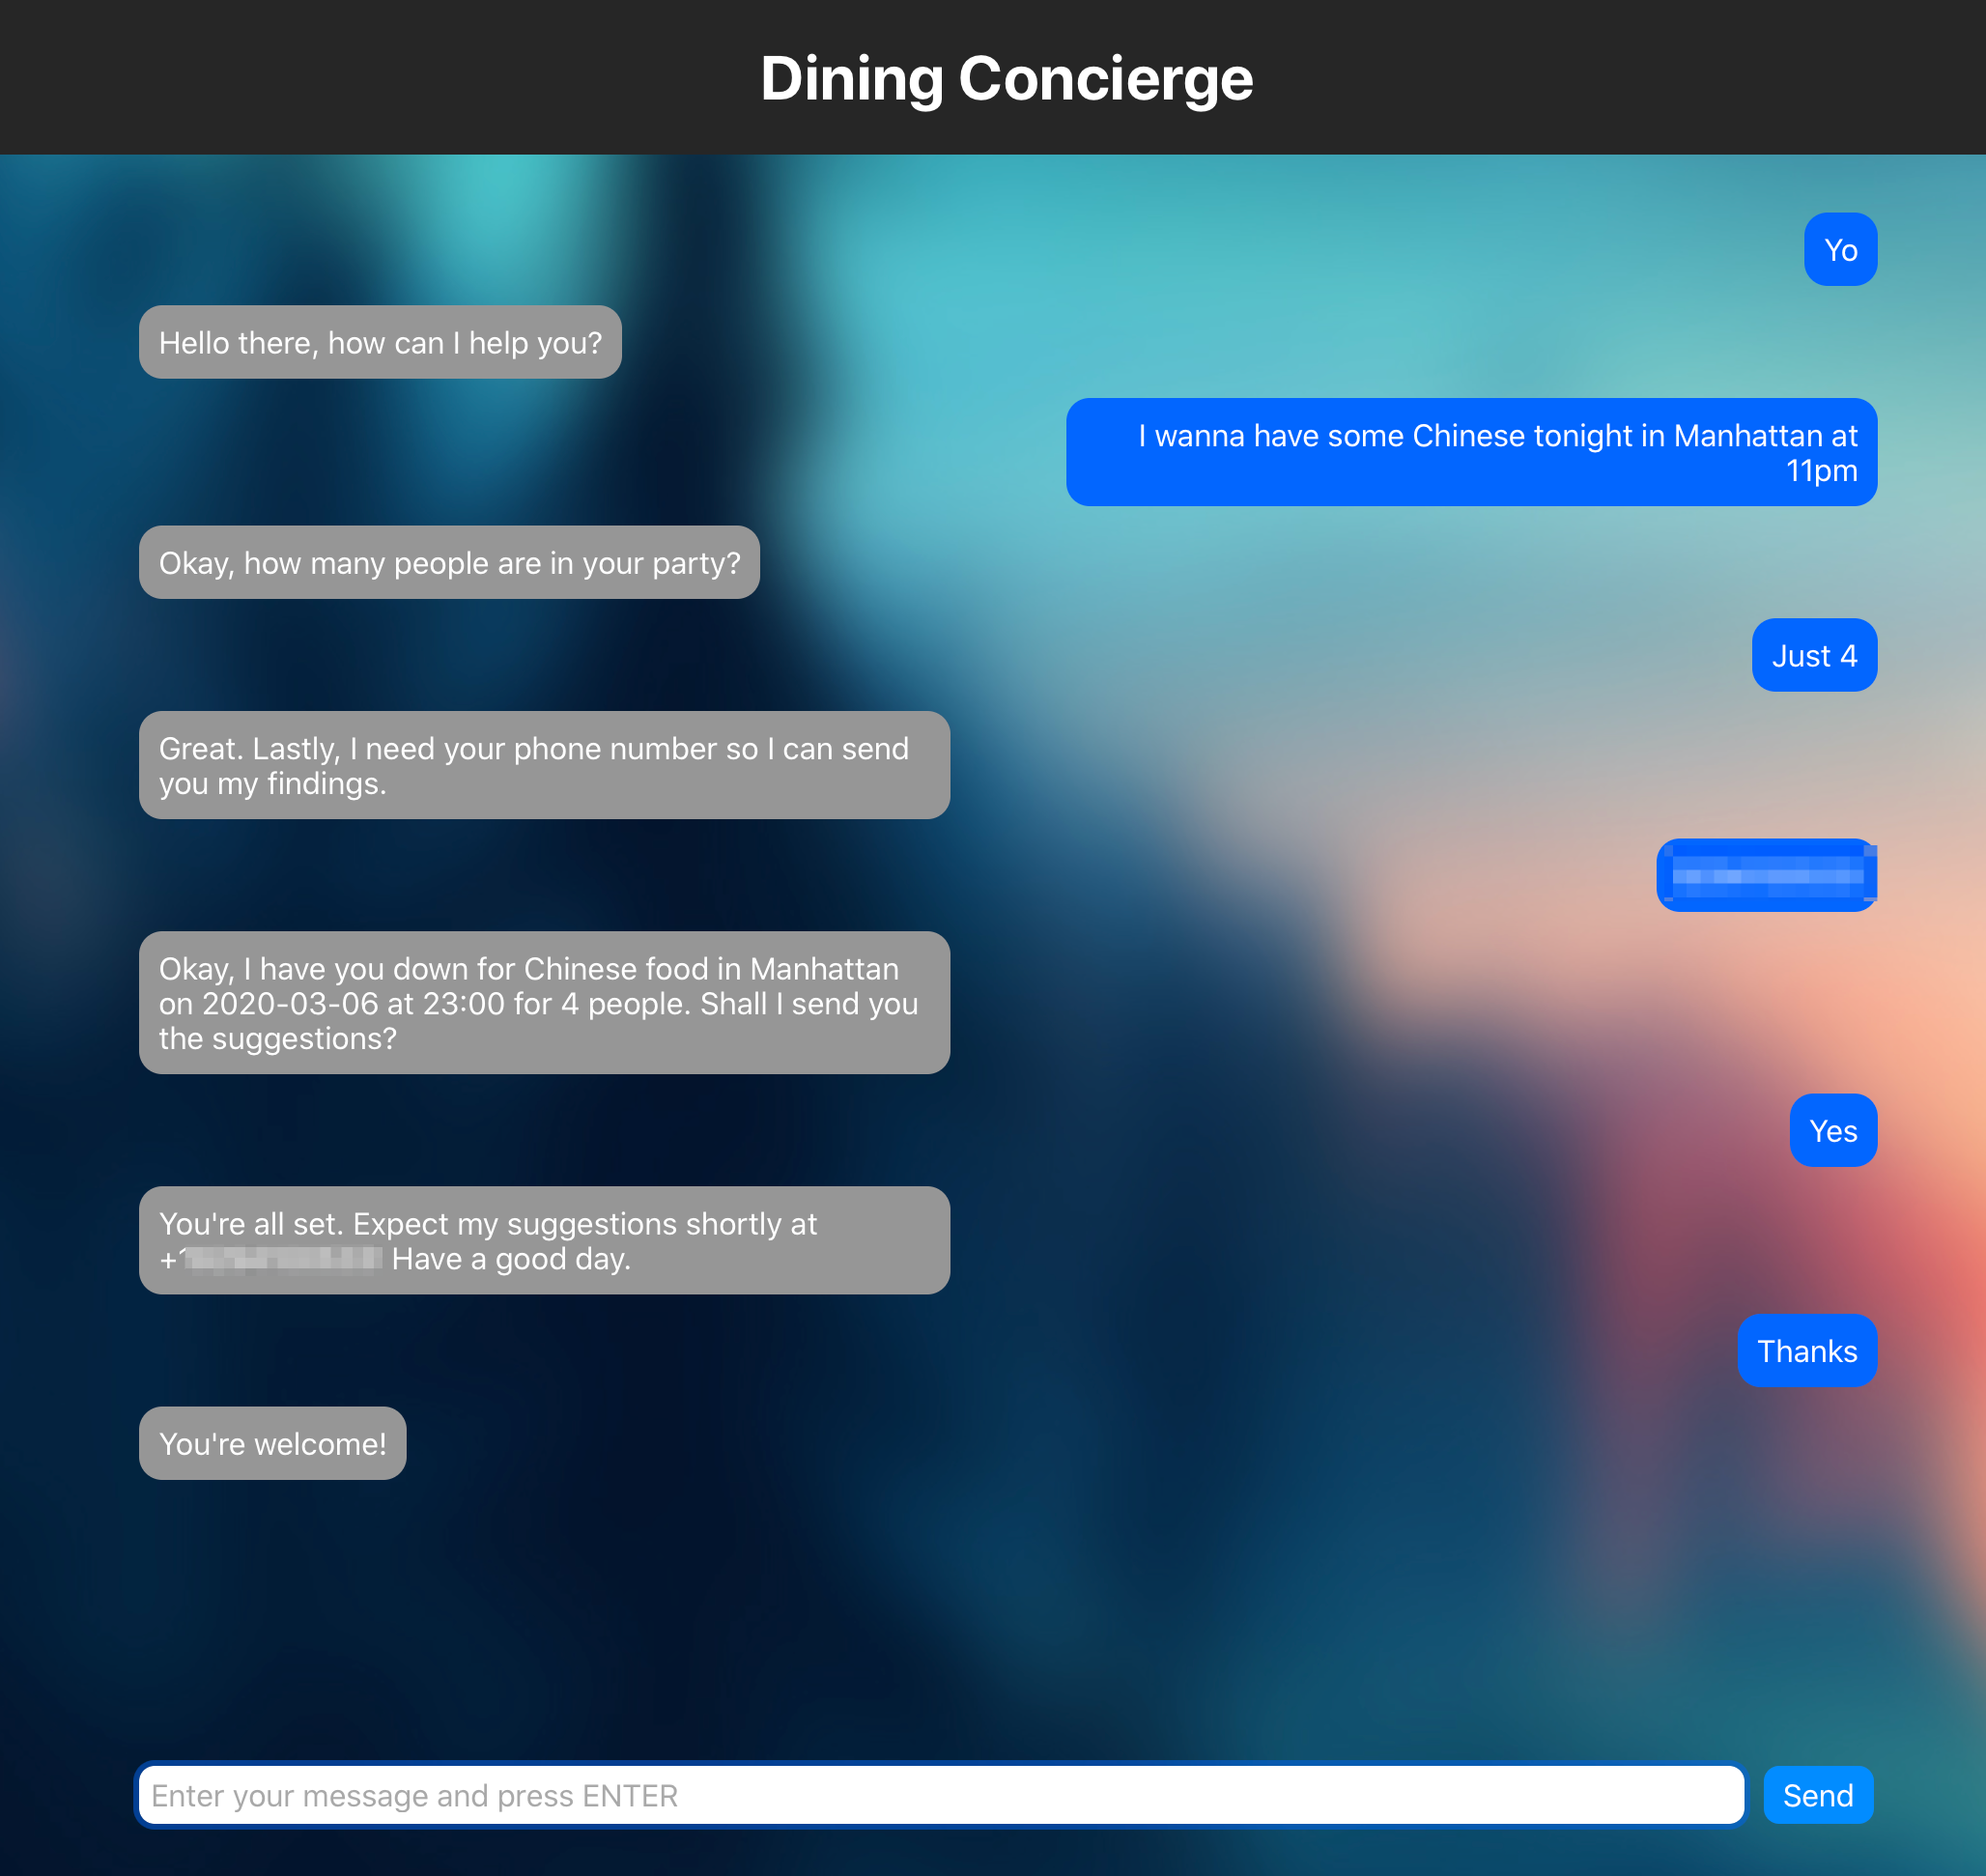 Dining Concierge
Yo
Hello there, how can I help you?
I wanna have some Chinese tonight in Manhattan at
11pm
Okay, how many people are in your party?
Just 4
Great. Lastly, I need your phone number so I can send
you my findings.
Okay, I have you down for Chinese food in Manhattan
on 2020-03-06 at 23:00 for 4 people. Shall I send you
the suggestions?
Yes
You're all set. Expect my suggestions shortly at
Have a good day.
Thanks
You're welcome!
Enter your message and press ENTER
Send